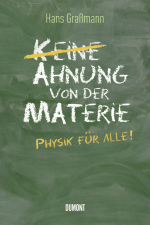 Hans Graßmann
KEINE
AHNUNG
VON DER
MATERIE
PHYSIK FÜR ALLE!
DUMONT